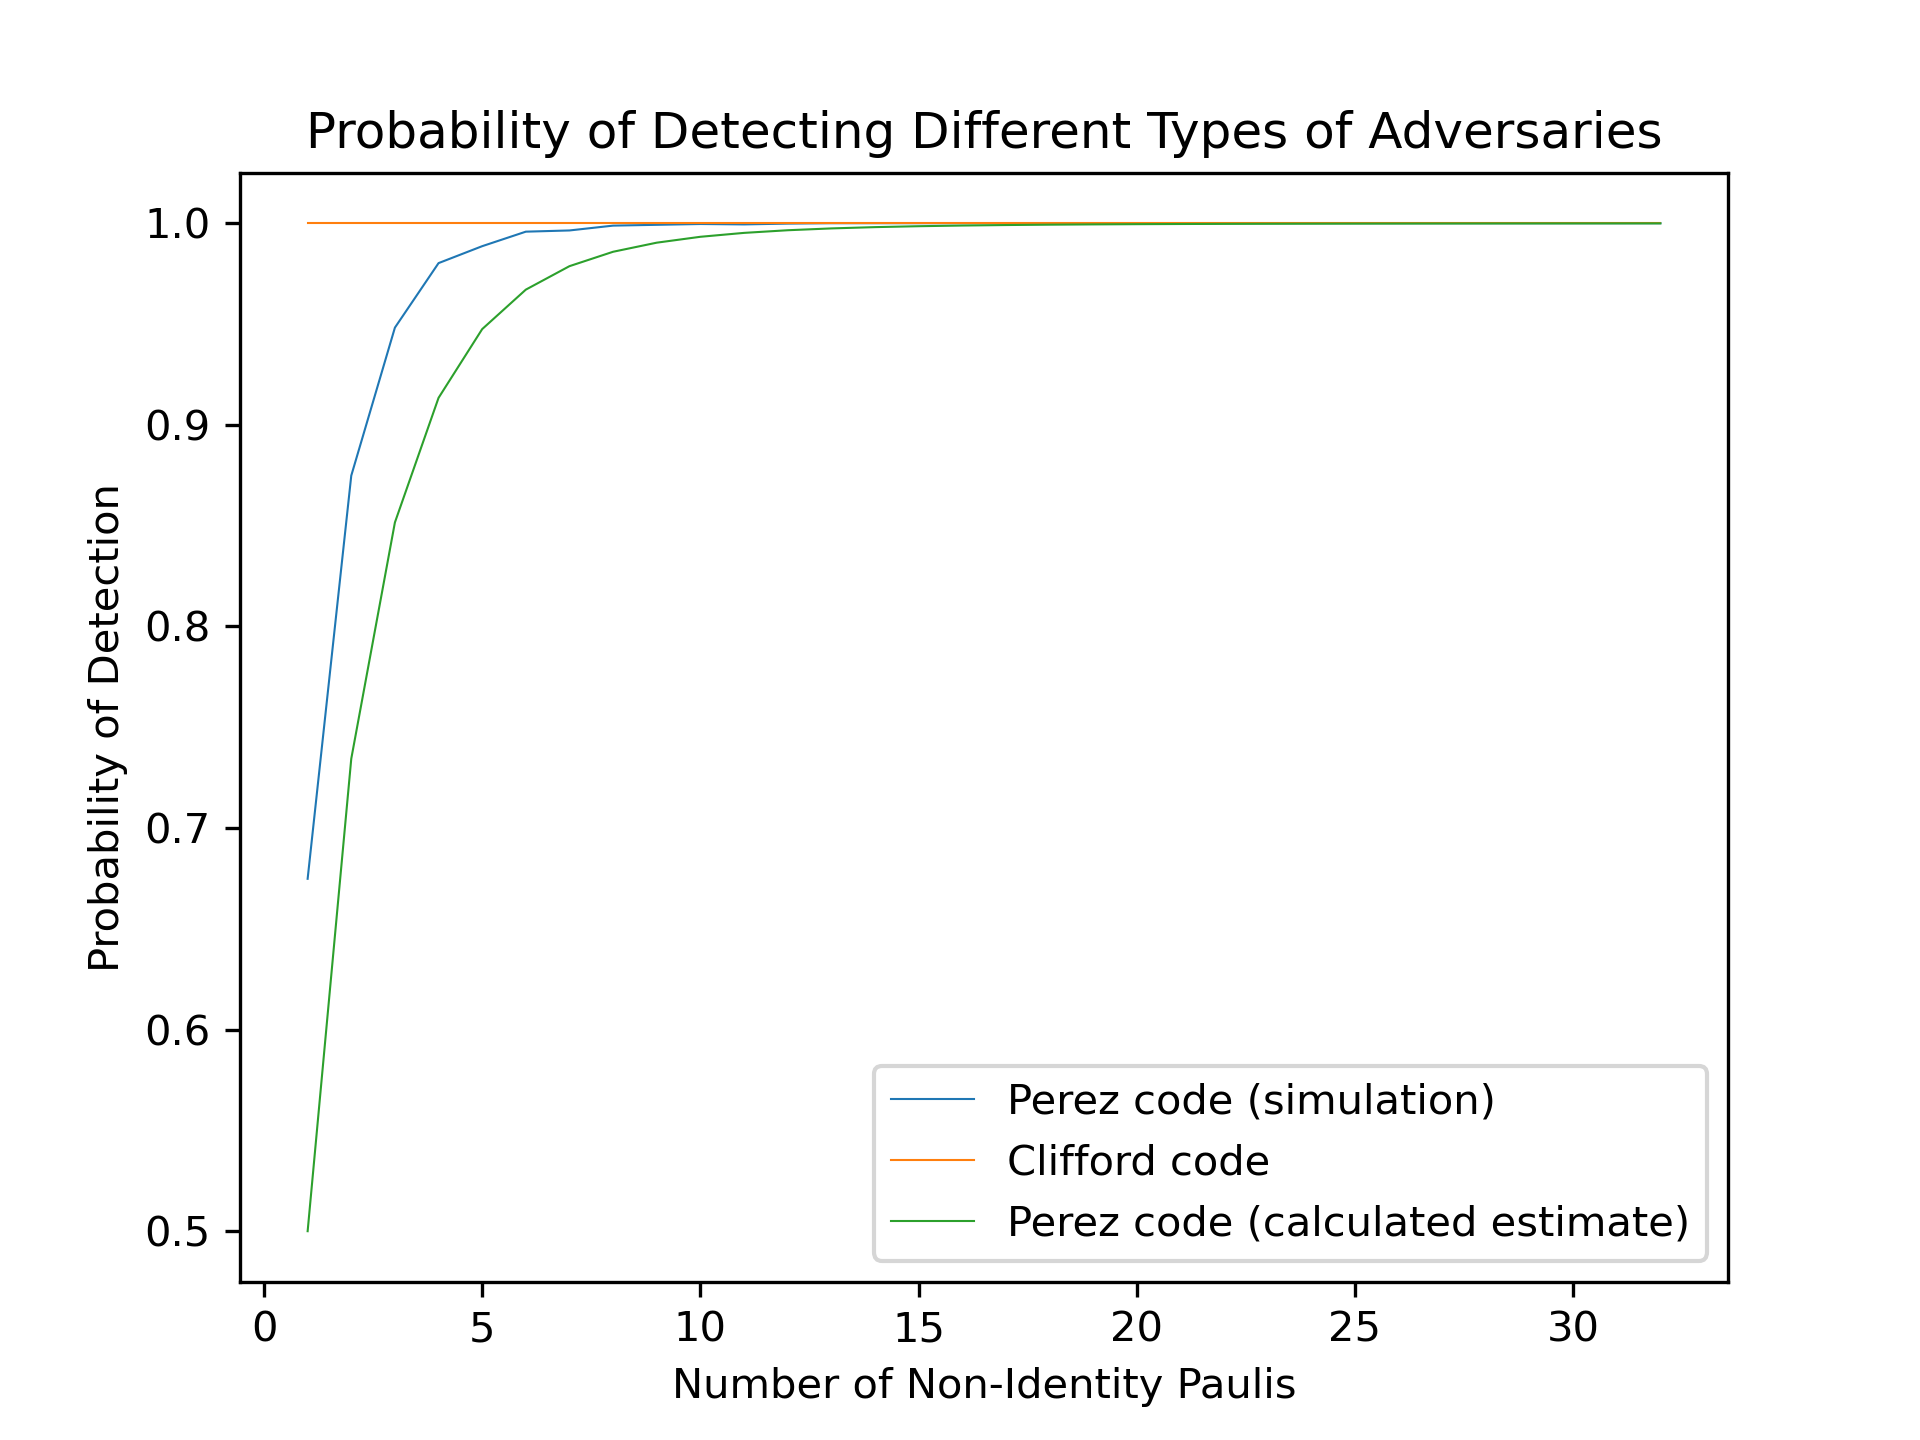 Probability of Detecting Different Types of Adversaries
1.0
0.9
0.8
0.7
0.6
0.5
Probability of Detection
Perez code (simulation)
Clifford code
Perez code (calculated estimate)
0 5 10 15 20 25 30
Number of Non-Identity Paulis